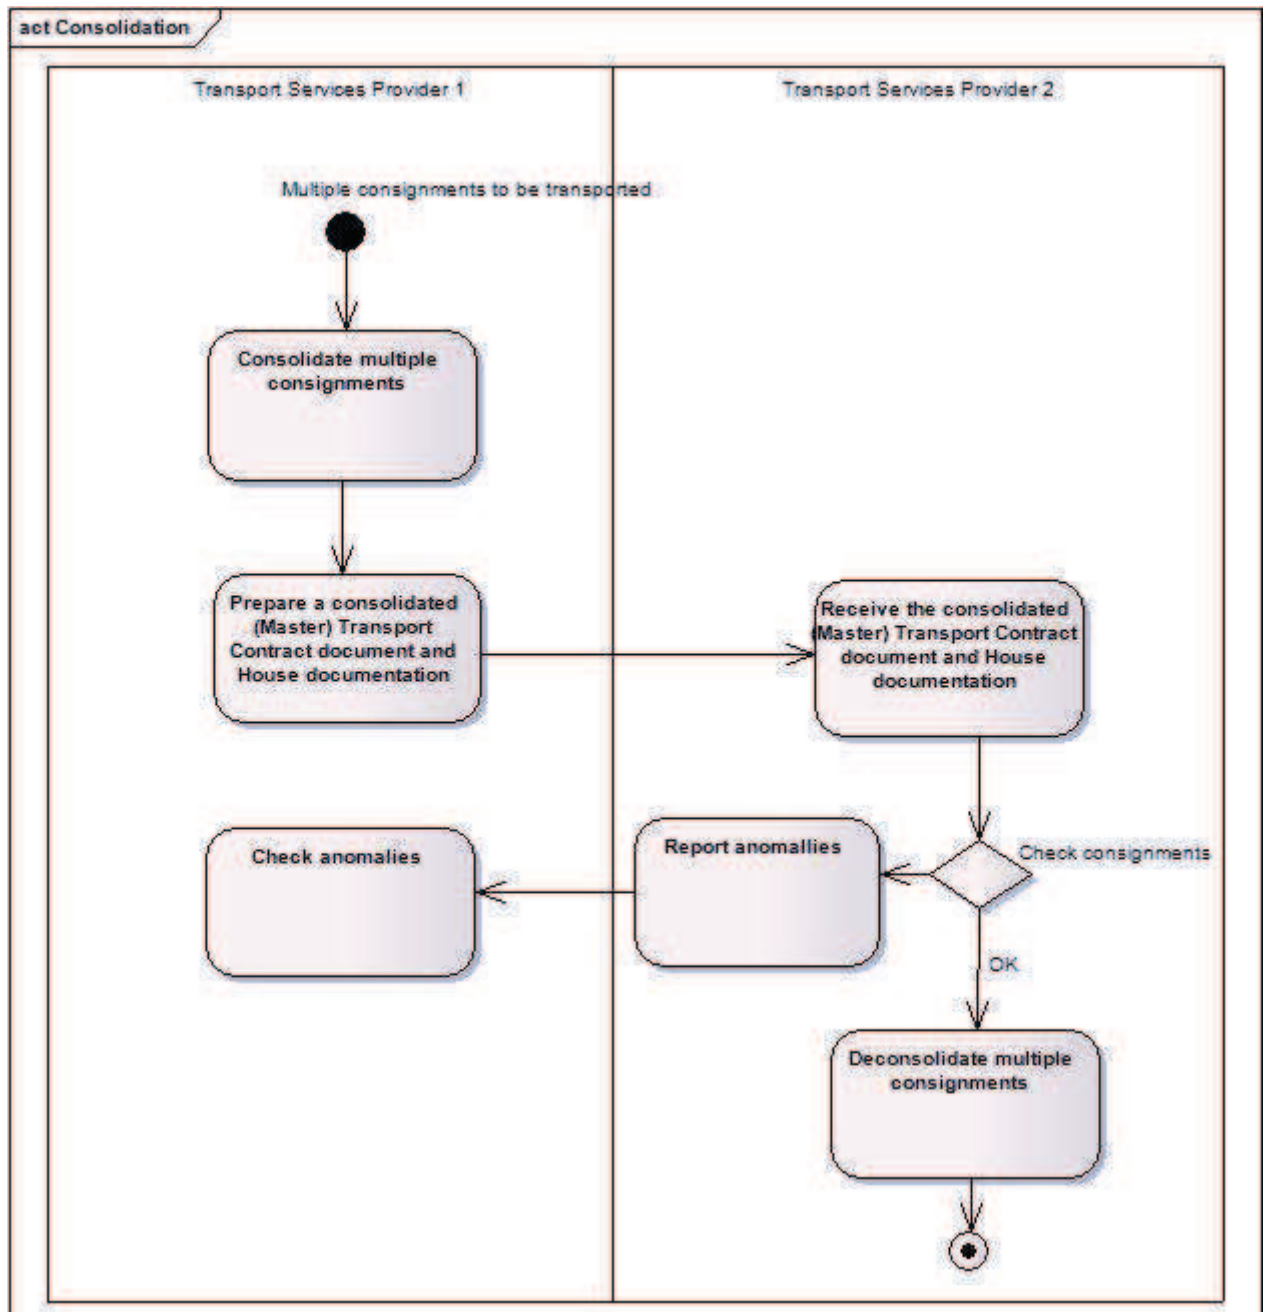 act Consolidation
Transport Services Provider 1
Transport Services Provider 2
Multiple consignments to be transported
Consolidate multiple
consignments
Prepare a consolidated
(Master) Transport
Contract document and
House documentation
Receive the consolidated
(Master) Transport Contract
document and House
documentation
Check anomalies
Report anomallies
Check consignments
OK
Deconsolidate multiple
consignments